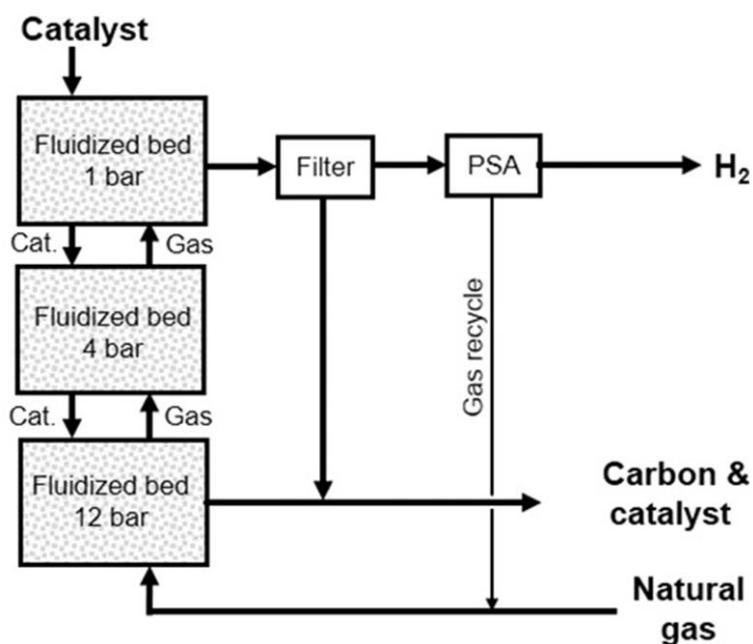 Catalyst
Fluidized bed
1 bar
Filter
PSA
H₂
Cat.
Gas
Fluidized bed
4 bar
Gas recycle
Cat.
Gas
Fluidized bed
12 bar
Carbon &
catalyst
Natural
gas